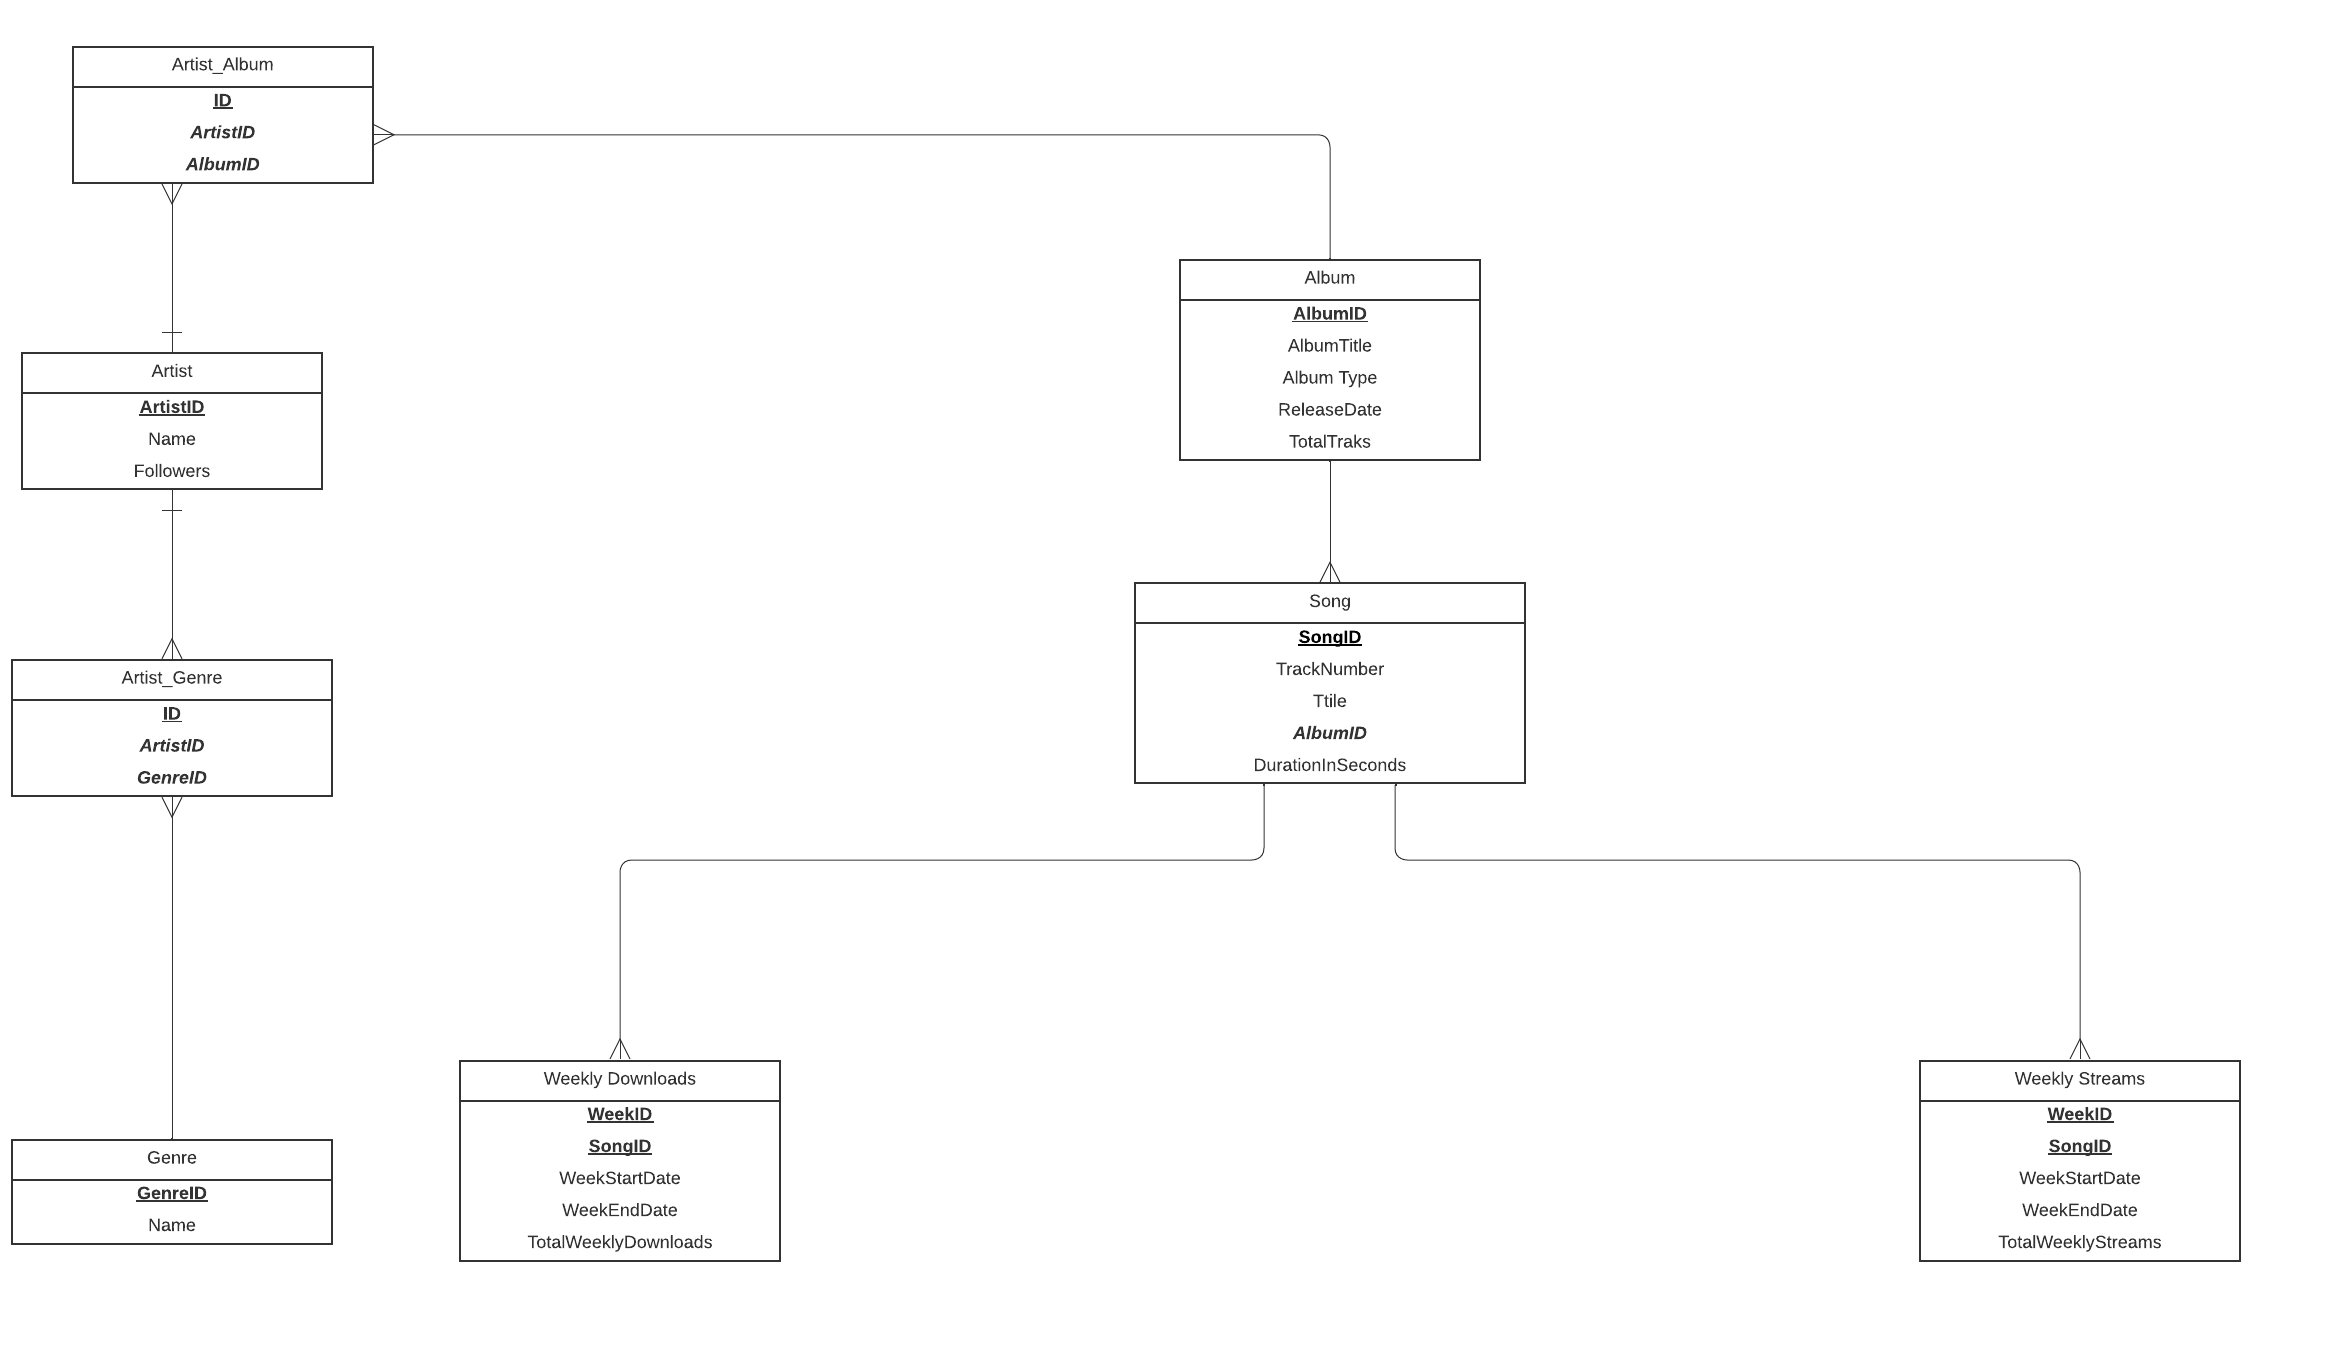 Artist_Album
ID
ArtistID
AlbumID
Album
AlbumID
AlbumTitle
Album Type
ReleaseDate
TotalTraks
Artist
ArtistID
Name
Followers
Song
SongID
TrackNumber
Ttile
AlbumID
DurationInSeconds
Artist_Genre
ID
ArtistID
GenreID
Genre
GenreID
Name
Weekly Downloads
WeekID
SongID
WeekStartDate
WeekEndDate
TotalWeeklyDownloads
Weekly Streams
WeekID
SongID
WeekStartDate
WeekEndDate
TotalWeeklyStreams